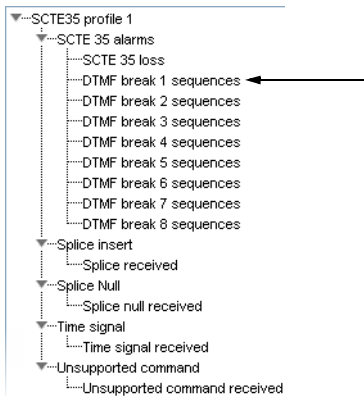 SCTE35 profile 1
SCTE 35 alarms
SCTE 35 loss
DTMF break 1 sequences
DTMF break 2 sequences
DTMF break 3 sequences
DTMF break 4 sequences
DTMF break 5 sequences
DTMF break 6 sequences
DTMF break 7 sequences
DTMF break 8 sequences
Splice insert
Splice received
Splice Null
Splice null received
Time signal
Time signal received
Unsupported command
Unsupported command received